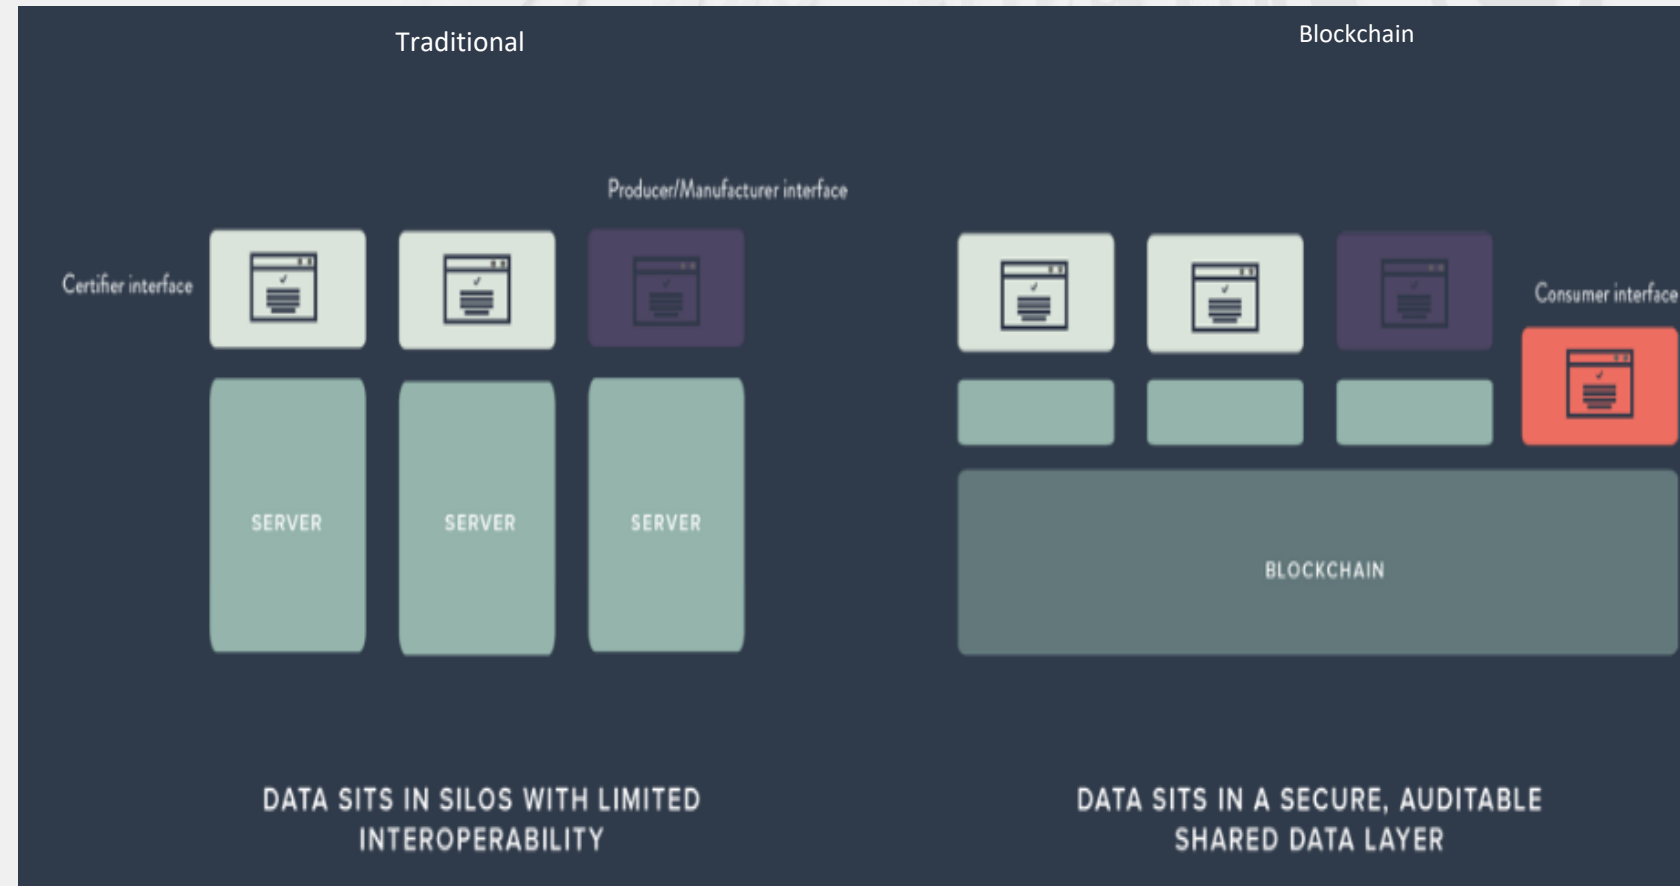 Traditional
Blockchain
Producer/Manufacturer interface
Certifier interface
Consumer interface
SERVER
SERVER
SERVER
BLOCKCHAIN
DATA SITS IN SILOS WITH LIMITED
INTEROPERABILITY
DATA SITS IN A SECURE, AUDITABLE
SHARED DATA LAYER